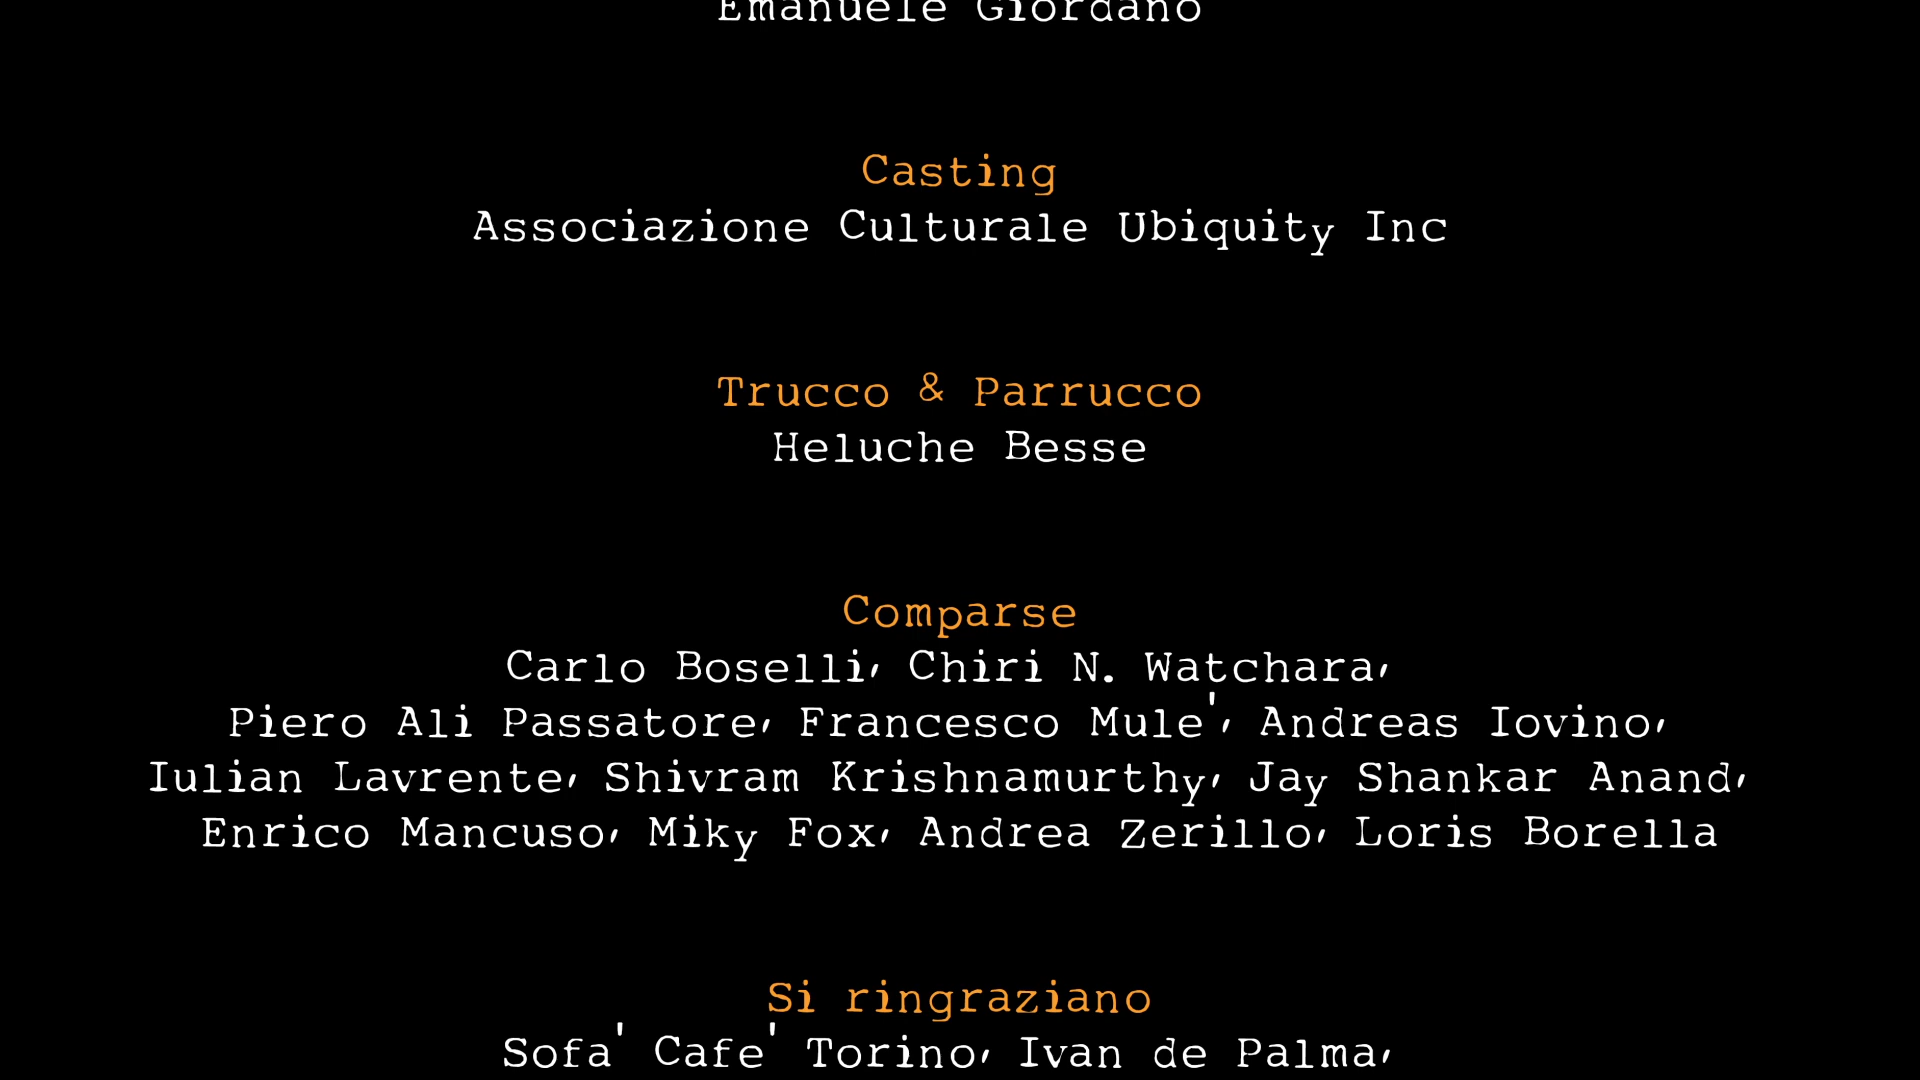 Emanuele Giordano
Casting
Associazione Culturale Ubiquity Inc
Trucco & Parrucco
Heluche Besse
Comparse
Carlo Boselli, Chiri N. Watchara,
Piero Ali Passatore, Francesco Mule', Andreas Iovino,
Iulian Lavrente, Shivram Krishnamurthy, Jay Shankar Anand,
Enrico Mancuso, Miky Fox, Andrea Zerillo, Loris Borella
Si ringraziano
Sofa' Cafe' Torino, Ivan de Palma,